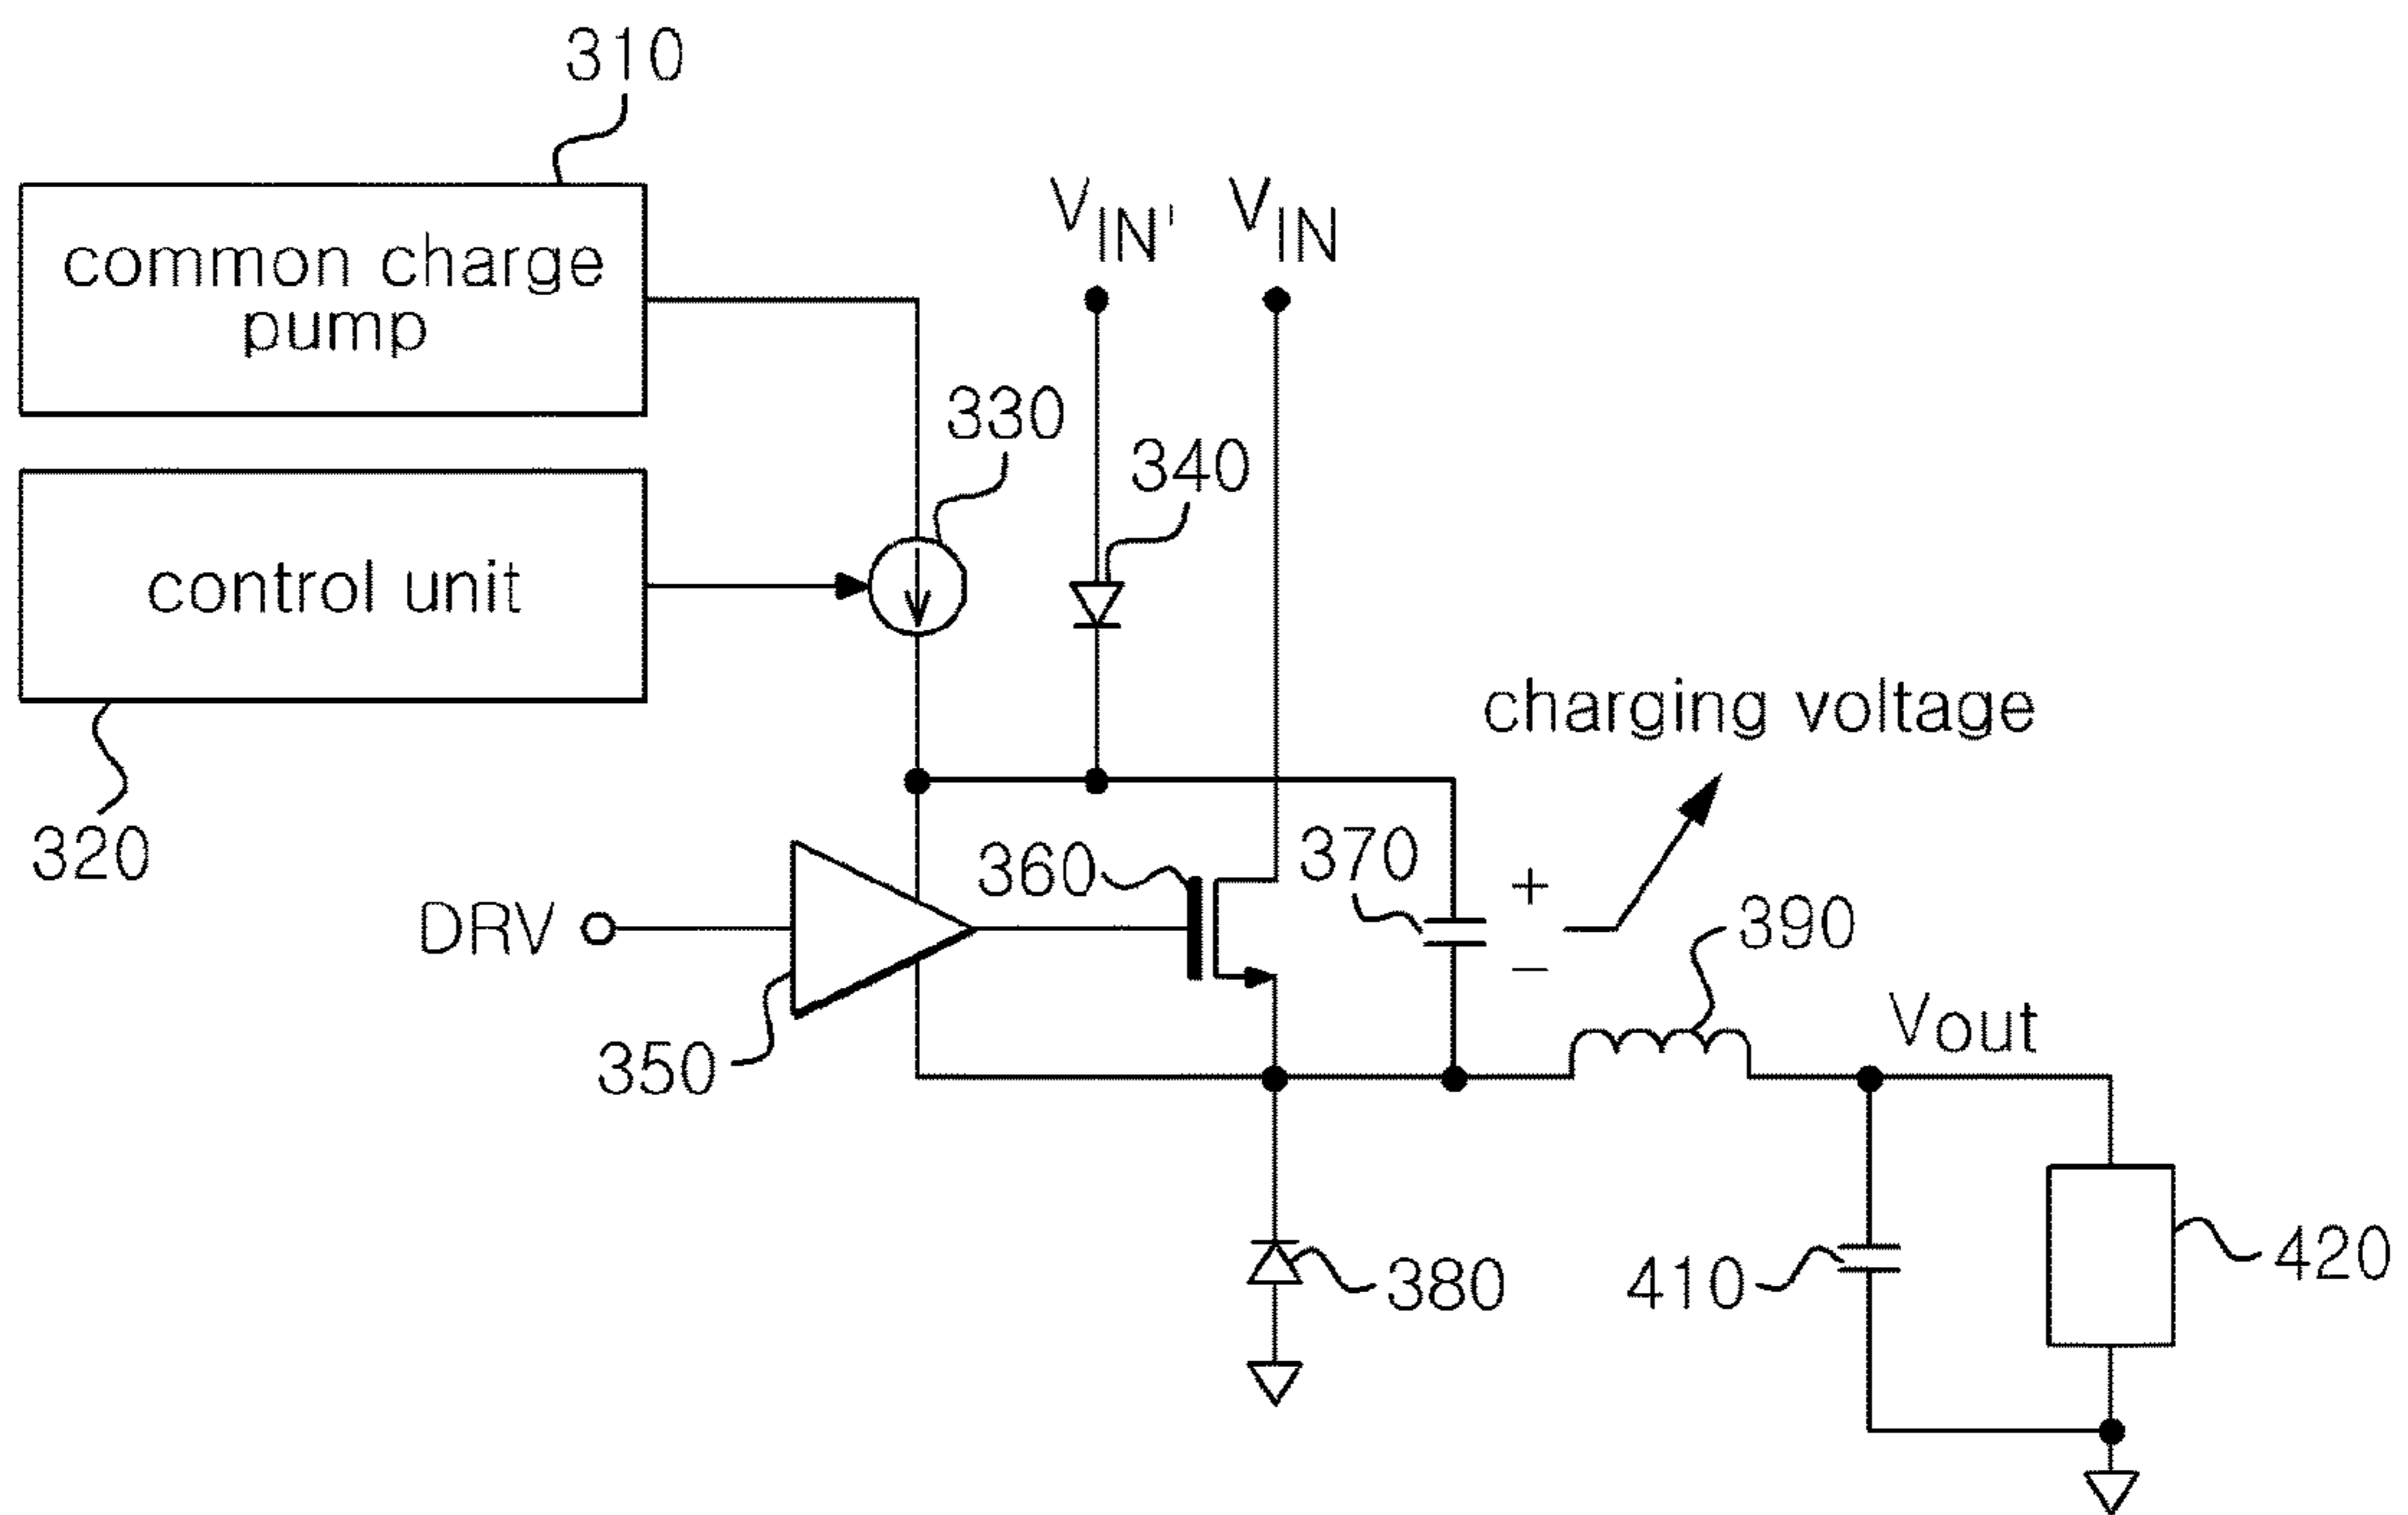 310
common charge
pump
V_IN' V_IN
330
340
control unit
320
charging voltage
360
370
+
−
DRV
390
350
Vout
380
410
420